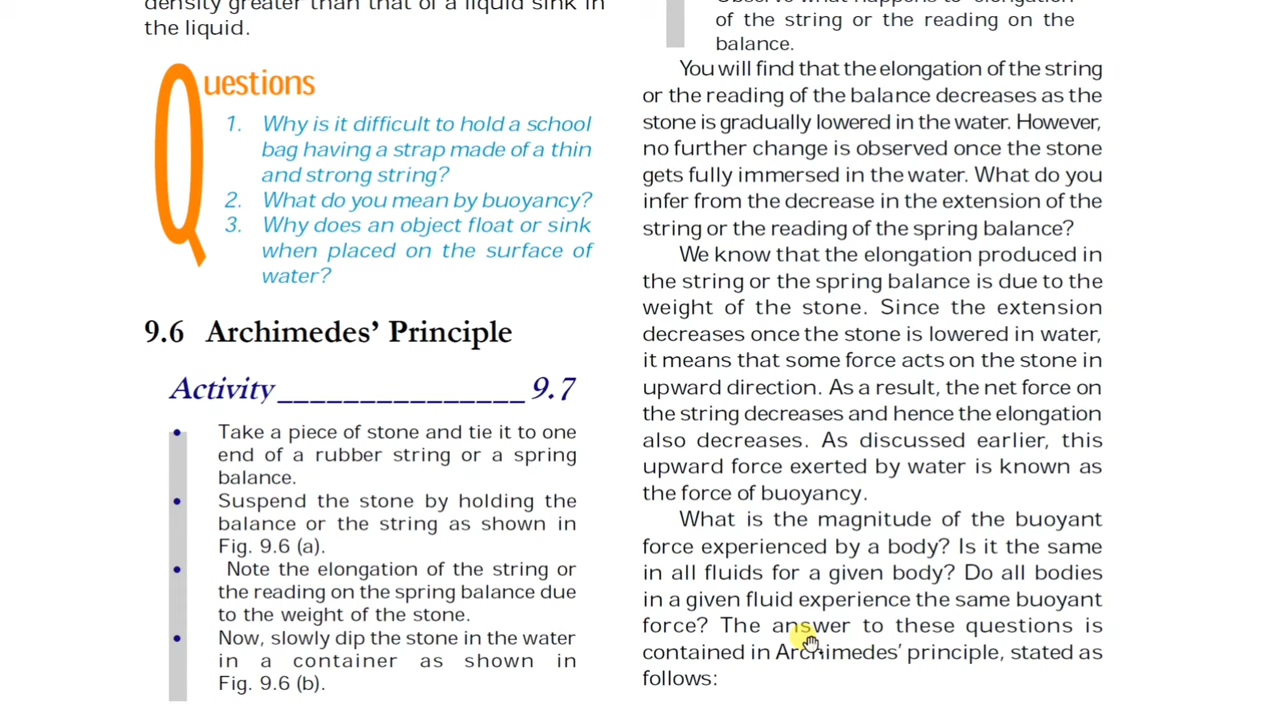 density greater than that of a liquid sink in
the liquid.
Questions
1. Why is it difficult to hold a school
bag having a strap made of a thin
and strong string?
2. What do you mean by buoyancy?
3. Why does an object float or sink
when placed on the surface of
water?
9.6 Archimedes’ Principle
Activity _______________ 9.7
• Take a piece of stone and tie it to one
end of a rubber string or a spring
balance.
• Suspend the stone by holding the
balance or the string as shown in
Fig. 9.6 (a).
• Note the elongation of the string or
the reading on the spring balance due
to the weight of the stone.
• Now, slowly dip the stone in the water
in a container as shown in
Fig. 9.6 (b).
Observe what happens to elongation
of the string or the reading on the
balance.
You will find that the elongation of the string
or the reading of the balance decreases as the
stone is gradually lowered in the water. However,
no further change is observed once the stone
gets fully immersed in the water. What do you
infer from the decrease in the extension of the
string or the reading of the spring balance?
We know that the elongation produced in
the string or the spring balance is due to the
weight of the stone. Since the extension
decreases once the stone is lowered in water,
it means that some force acts on the stone in
upward direction. As a result, the net force on
the string decreases and hence the elongation
also decreases. As discussed earlier, this
upward force exerted by water is known as
the force of buoyancy.
What is the magnitude of the buoyant
force experienced by a body? Is it the same
in all fluids for a given body? Do all bodies
in a given fluid experience the same buoyant
force? The answer to these questions is
contained in Archimedes’ principle, stated as
follows: